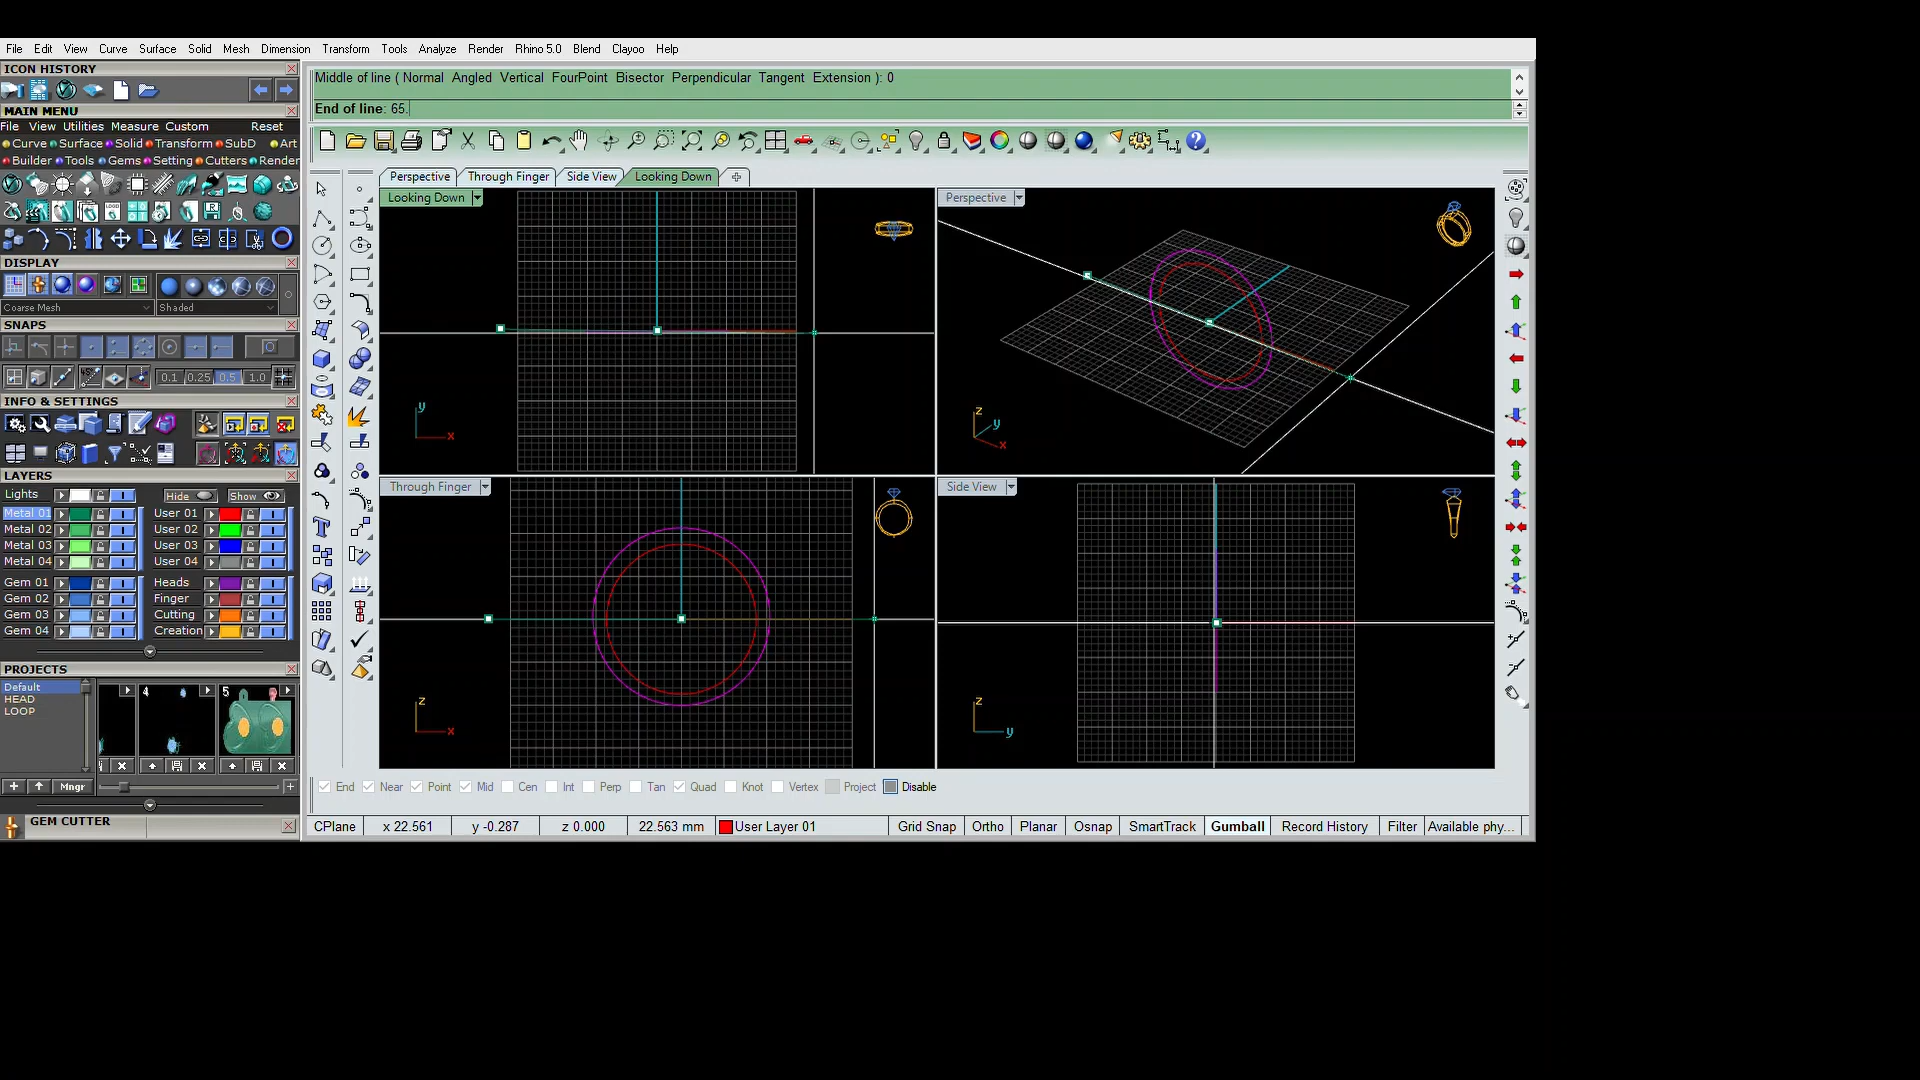 File Edit View Curve Surface Solid Mesh Dimension Transform Tools Analyze Render Rhino 5.0 Blend Clayoo Help
ICON HISTORY
MAIN MENU
File View Utilities Measure Custom Reset
Curve Surface Solid Transform SubD Art
Builder Tools Gems Setting Cutters Render
DISPLAY
Coarse Mesh Shaded
SNAPS
0.1 0.25 0.5 1.0
INFO & SETTINGS
LAYERS
Lights Hide Show
Metal 01 User 01
Metal 02 User 02
Metal 03 User 03
Metal 04 User 04
Gem 01 Heads
Gem 02 Finger
Gem 03 Cutting
Gem 04 Creation
PROJECTS
Default
HEAD
LOOP
4 5
Mngr
GEM CUTTER
Middle of line ( Normal Angled Vertical FourPoint Bisector Perpendicular Tangent Extension ): 0
End of line: 65.
Perspective Through Finger Side View Looking Down
Looking Down
y
x
Perspective
z
y
x
Through Finger
z
x
Side View
z
y
End Near Point Mid Cen Int Perp Tan Quad Knot Vertex Project Disable
CPlane x 22.561 y -0.287 z 0.000 22.563 mm User Layer 01 Grid Snap Ortho Planar Osnap SmartTrack Gumball Record History Filter Available phy...